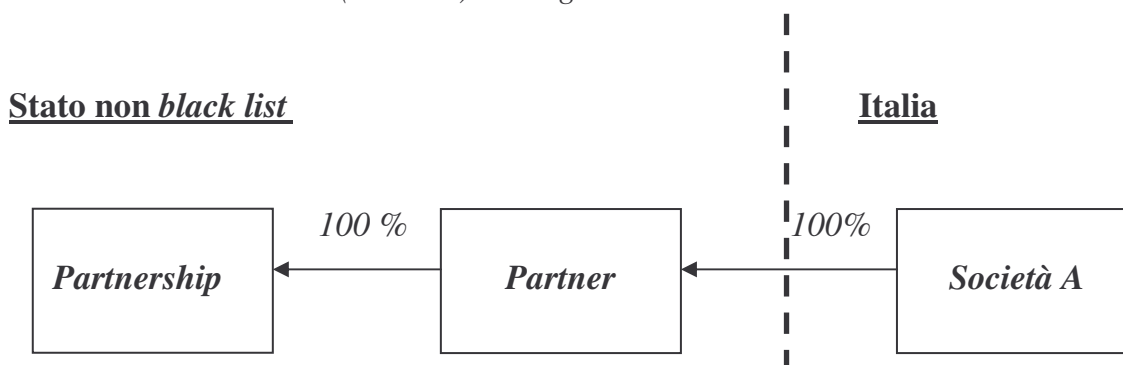 Stato non black list Italia
100 % 100%
Partnership Partner Società A